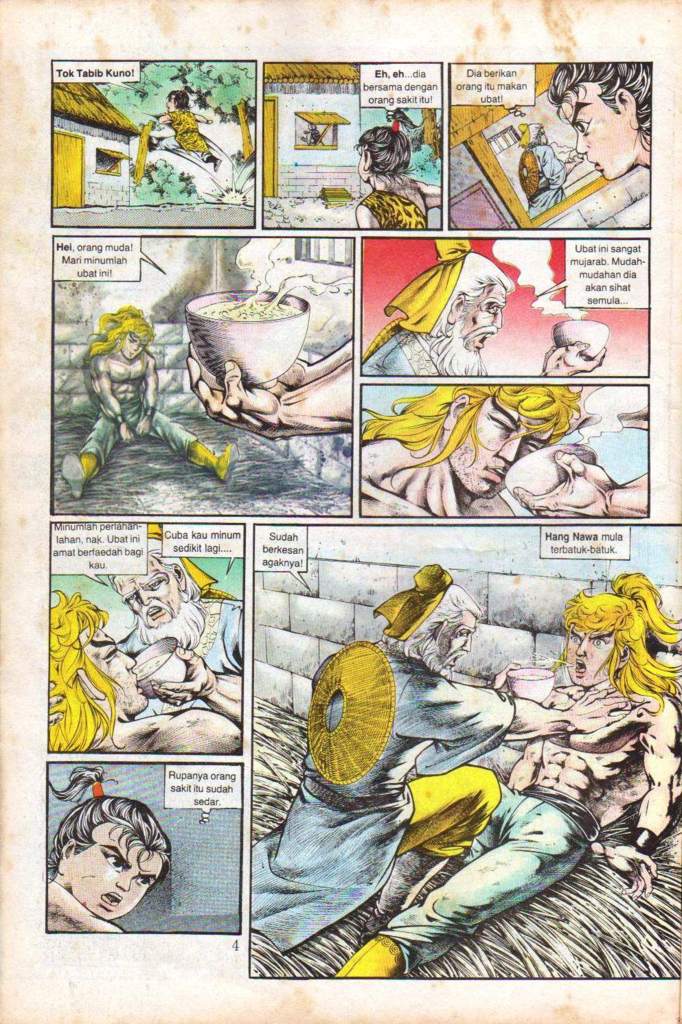 Tok Tabib Kuno!
Eh, eh...dia
bersama dengan
orang sakit itu!
Dia berikan
orang itu makan
ubat!
Hei, orang muda!
Mari minumlah
ubat ini!
Ubat ini sangat
mujarab. Mudah-
mudahan dia
akan sihat
semula...
Minumlah perlahan-
lahan, nak. Ubat ini
amat berfaedah bagi
kau.
Cuba kau minum
sedikit lagi....
Sudah
berkesan
agaknya!
Hang Nawa mula
terbatuk-batuk.
Rupanya orang
sakit itu sudah
sedar.
4